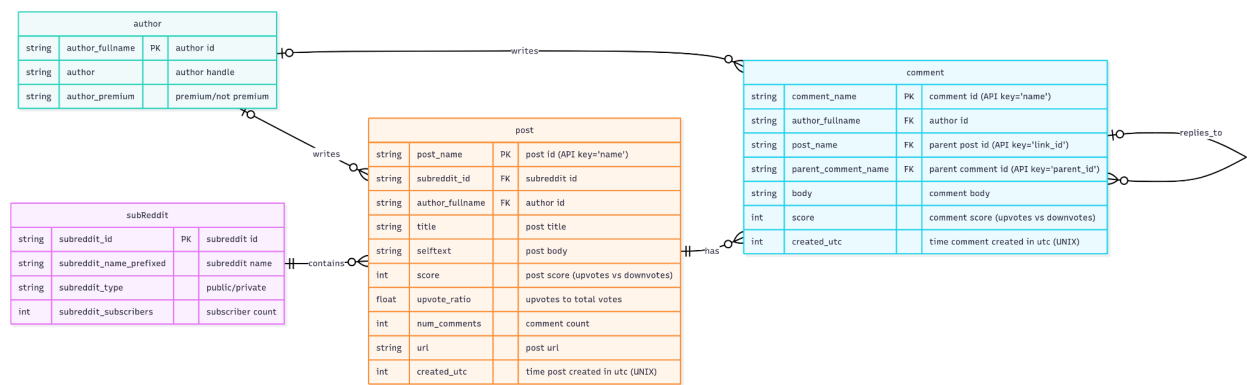 author
string author_fullname PK author id
string author author handle
string author_premium premium/not premium
writes
writes
subReddit
string subreddit_id PK subreddit id
string subreddit_name_prefixed subreddit name
string subreddit_type public/private
int subreddit_subscribers subscriber count
contains
post
string post_name PK post id (API key='name')
string subreddit_id FK subreddit id
string author_fullname FK author id
string title post title
string seiftext post body
int score post score (upvotes vs downvotes)
float upvote_ratio upvotes to total votes
int num_comments comment count
string url post url
int created_utc time post created in utc (UNIX)
has
comment
string comment_name PK comment id (API key='name')
string author_fullname FK author id
string post_name FK parent post id (API key='link_id')
string parent_comment_name FK parent comment id (API key='parent_id')
string body comment body
int score comment score (upvotes vs downvotes)
int created_utc time comment created in utc (UNIX)
replies_to